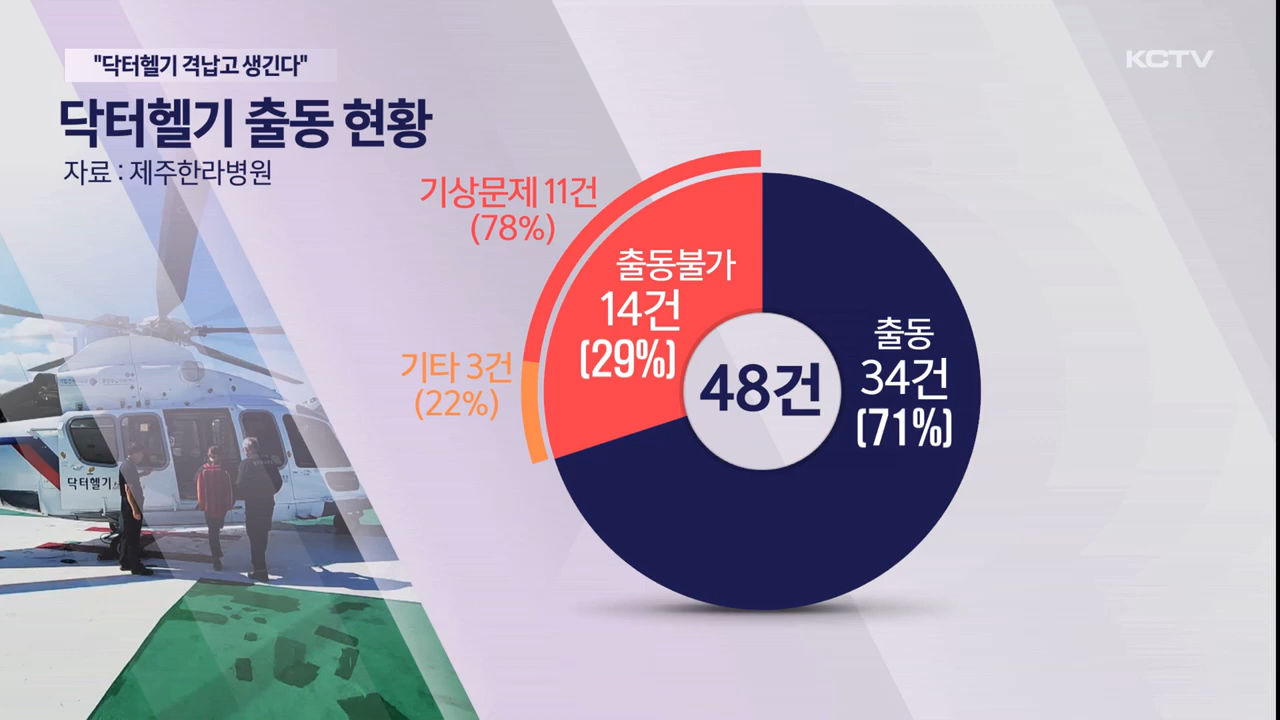 "닥터헬기 격납고 생긴다"
KCTV
닥터헬기 출동 현황
자료 : 제주한라병원
기상문제 11건
(78%)
출동불가
14건
(29%)
기타 3건
(22%)
48건
출동
34건
(71%)
닥터헬기